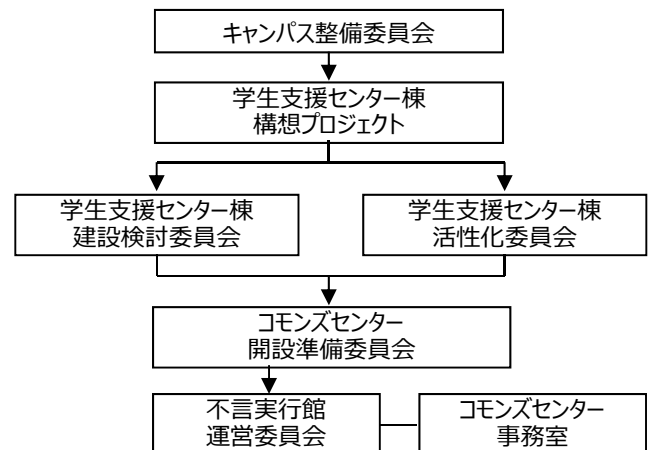 キャンパス整備委員会
学生支援センター棟
構想プロジェクト
学生支援センター棟
建設検討委員会
学生支援センター棟
活性化委員会
コモンズセンター
開設準備委員会
不言実行館
運営委員会
コモンズセンター
事務室